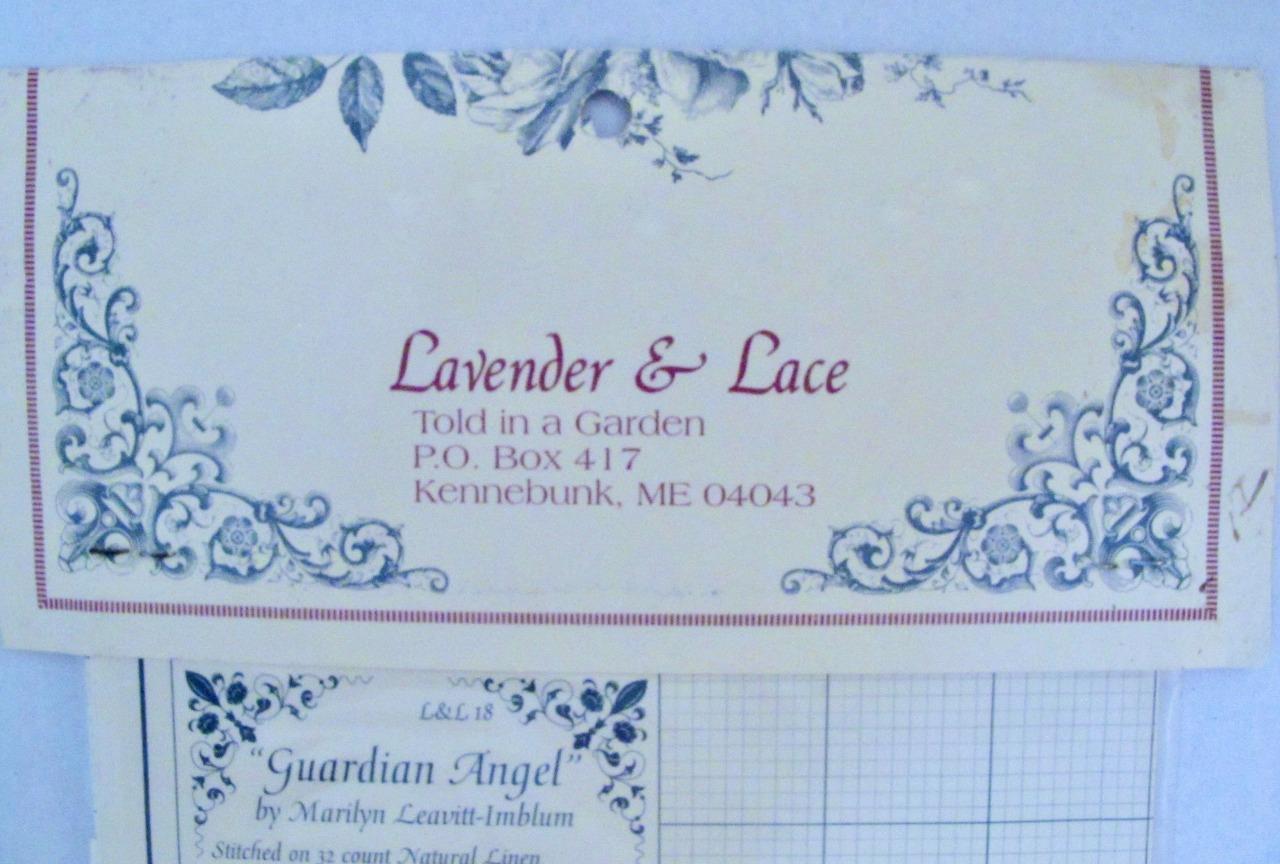 Lavender & Lace
Told in a Garden
P.O. Box 417
Kennebunk, ME 04043
L&L 18
"Guardian Angel"
by Marilyn Leavitt-Imblum
Stitched on 32 count Natural Linen